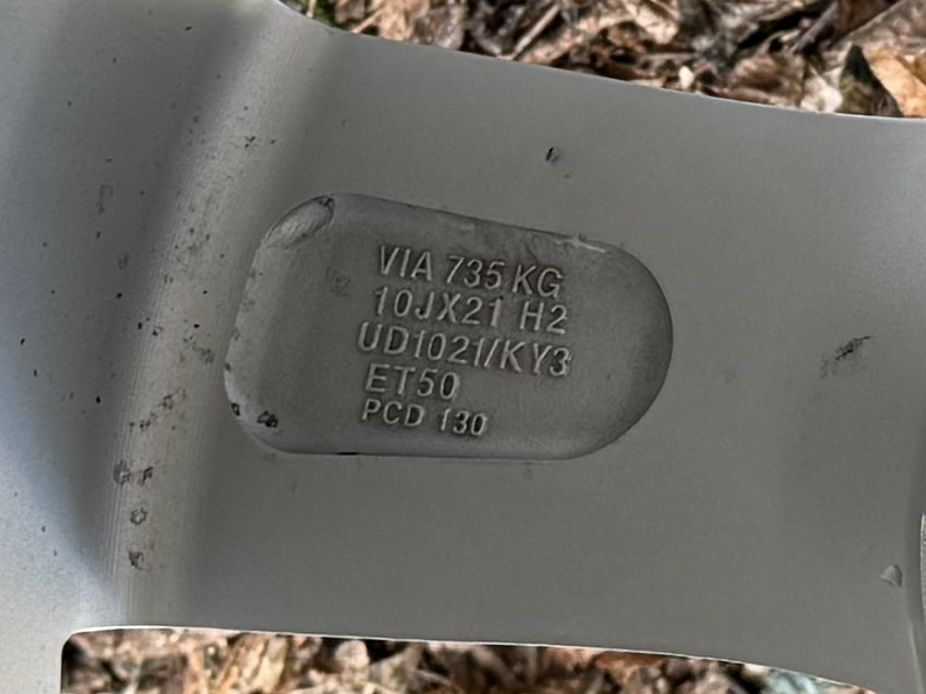 VIA 735 KG
10JX21 H2
UD1021/KY3
ET50
PCD 130